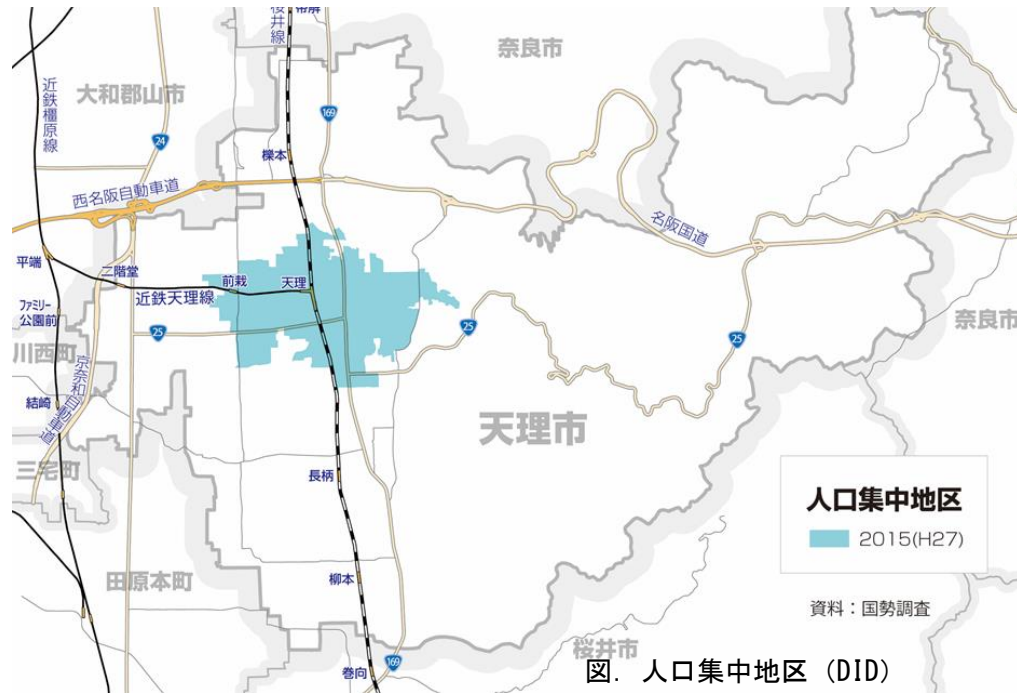 桜井線
帯解
奈良市
近鉄橿原線
大和郡山市
169
24
櫟本
西名阪自動車道
名阪国道
平端
二階堂
前栽
天理
近鉄天理線
ファミリー
公園前
25
25
25
奈良市
川西町
京奈和自動車道
結崎
天理市
三宅町
長柄
人口集中地区
2015(H27)
田原本町
柳本
資料：国勢調査
桜井市
169
巻向
図．人口集中地区（DID）